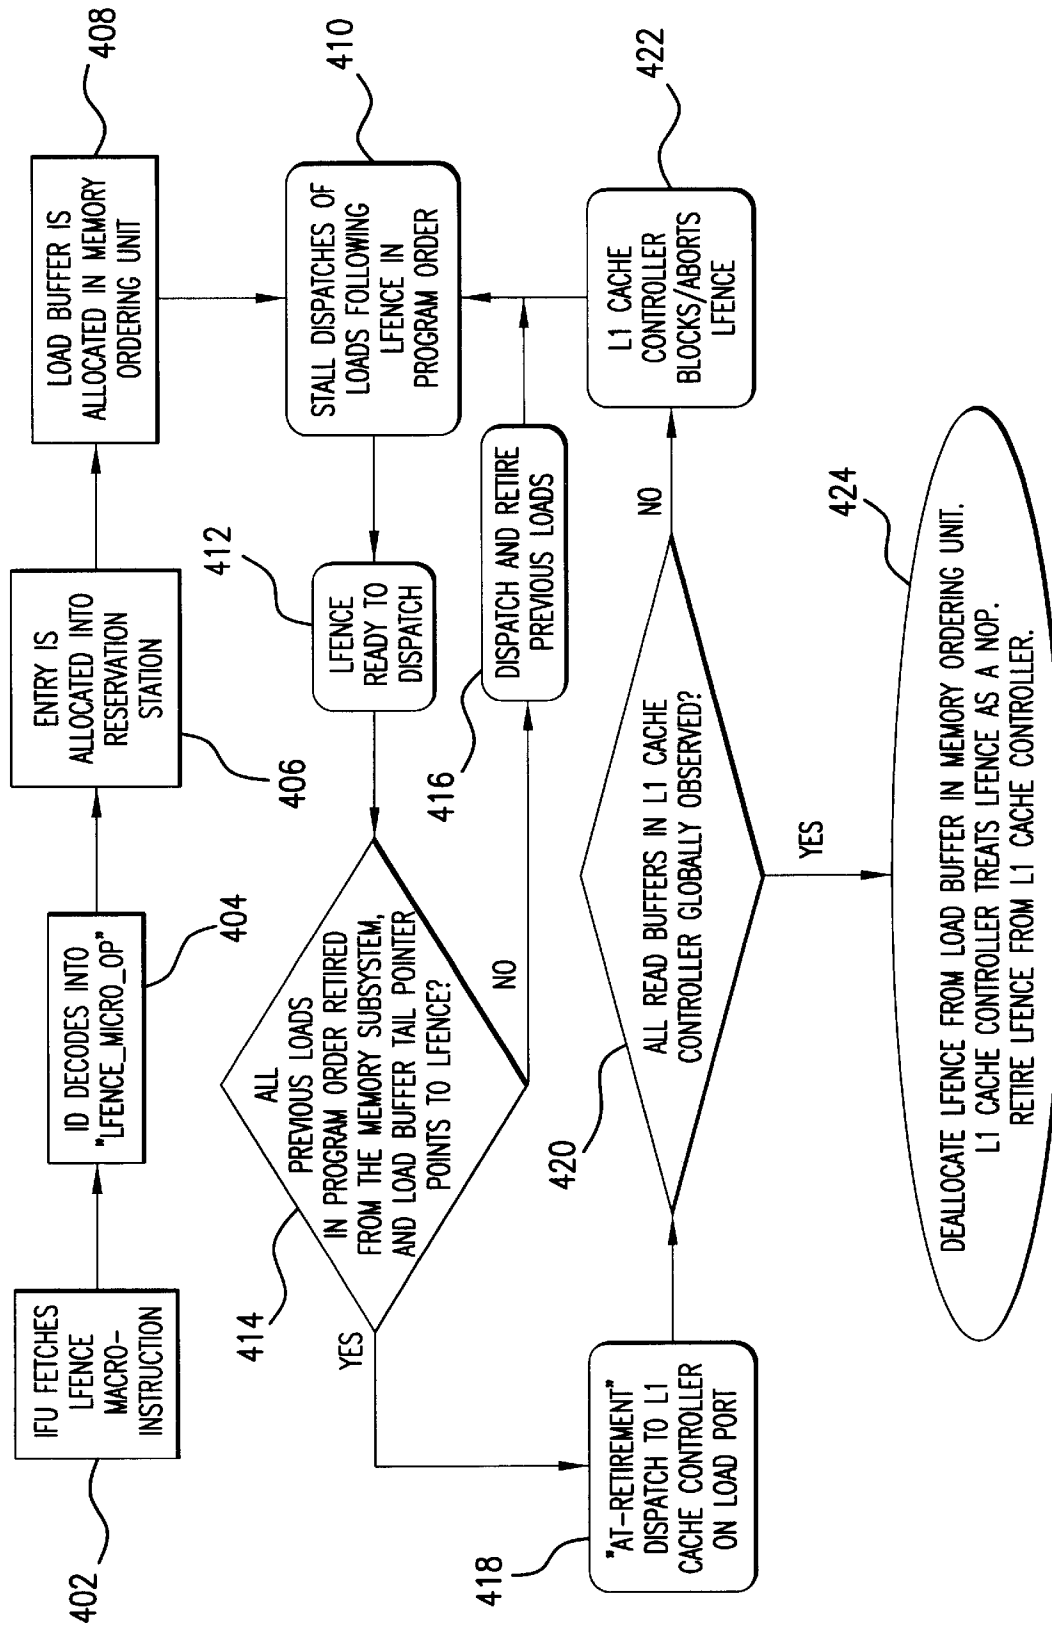 IFU FETCHES
LFENCE
MACRO-
INSTRUCTION
402
ID DECODES INTO
"LFENCE_MICRO_OP"
404
ENTRY IS
ALLOCATED INTO
RESERVATION
STATION
406
LOAD BUFFER IS
ALLOCATED IN MEMORY
ORDERING UNIT
408
STALL DISPATCHES OF
LOADS FOLLOWING
LFENCE IN
PROGRAM ORDER
410
LFENCE
READY TO
DISPATCH
412
ALL
PREVIOUS LOADS
IN PROGRAM ORDER RETIRED
FROM THE MEMORY SUBSYSTEM,
AND LOAD BUFFER TAIL POINTER
POINTS TO LFENCE?
414
YES
NO
DISPATCH AND RETIRE
PREVIOUS LOADS
416
"AT-RETIREMENT"
DISPATCH TO L1
CACHE CONTROLLER
ON LOAD PORT
418
ALL READ BUFFERS IN L1 CACHE
CONTROLLER GLOBALLY OBSERVED?
420
NO
YES
L1 CACHE
CONTROLLER
BLOCKS/ABORTS
LFENCE
422
DEALLOCATE LFENCE FROM LOAD BUFFER IN MEMORY ORDERING UNIT.
L1 CACHE CONTROLLER TREATS LFENCE AS A NOP.
RETIRE LFENCE FROM L1 CACHE CONTROLLER.
424